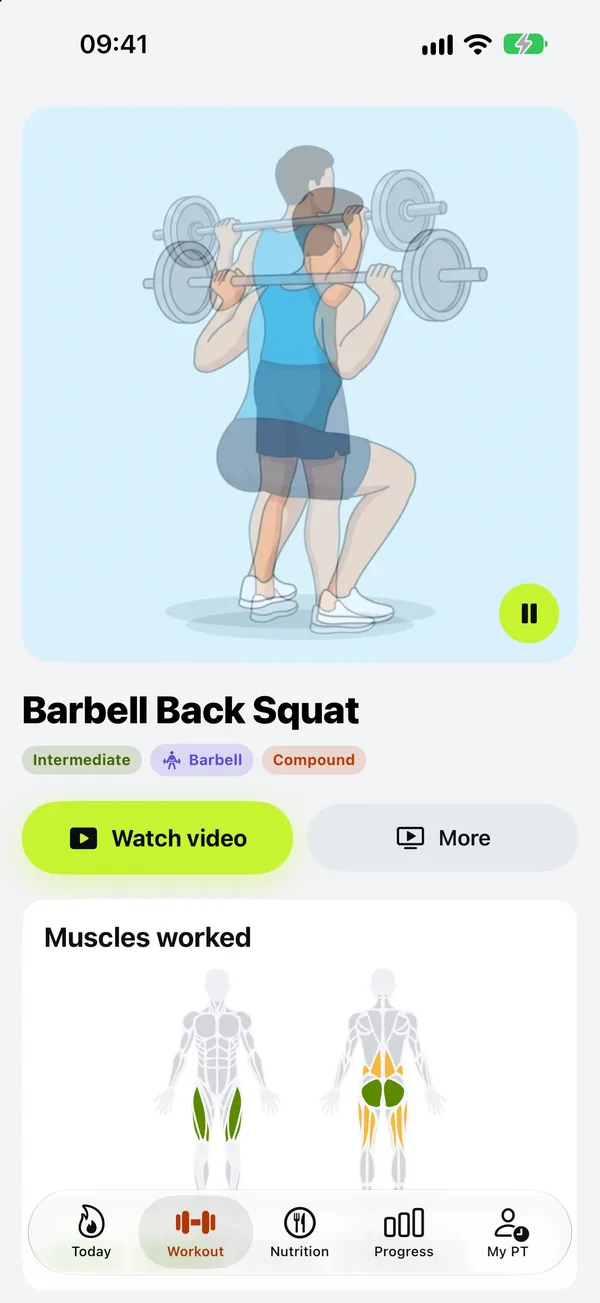 09:41
Barbell Back Squat
Intermediate Barbell Compound
Watch video More
Muscles worked
Today Workout Nutrition Progress My PT